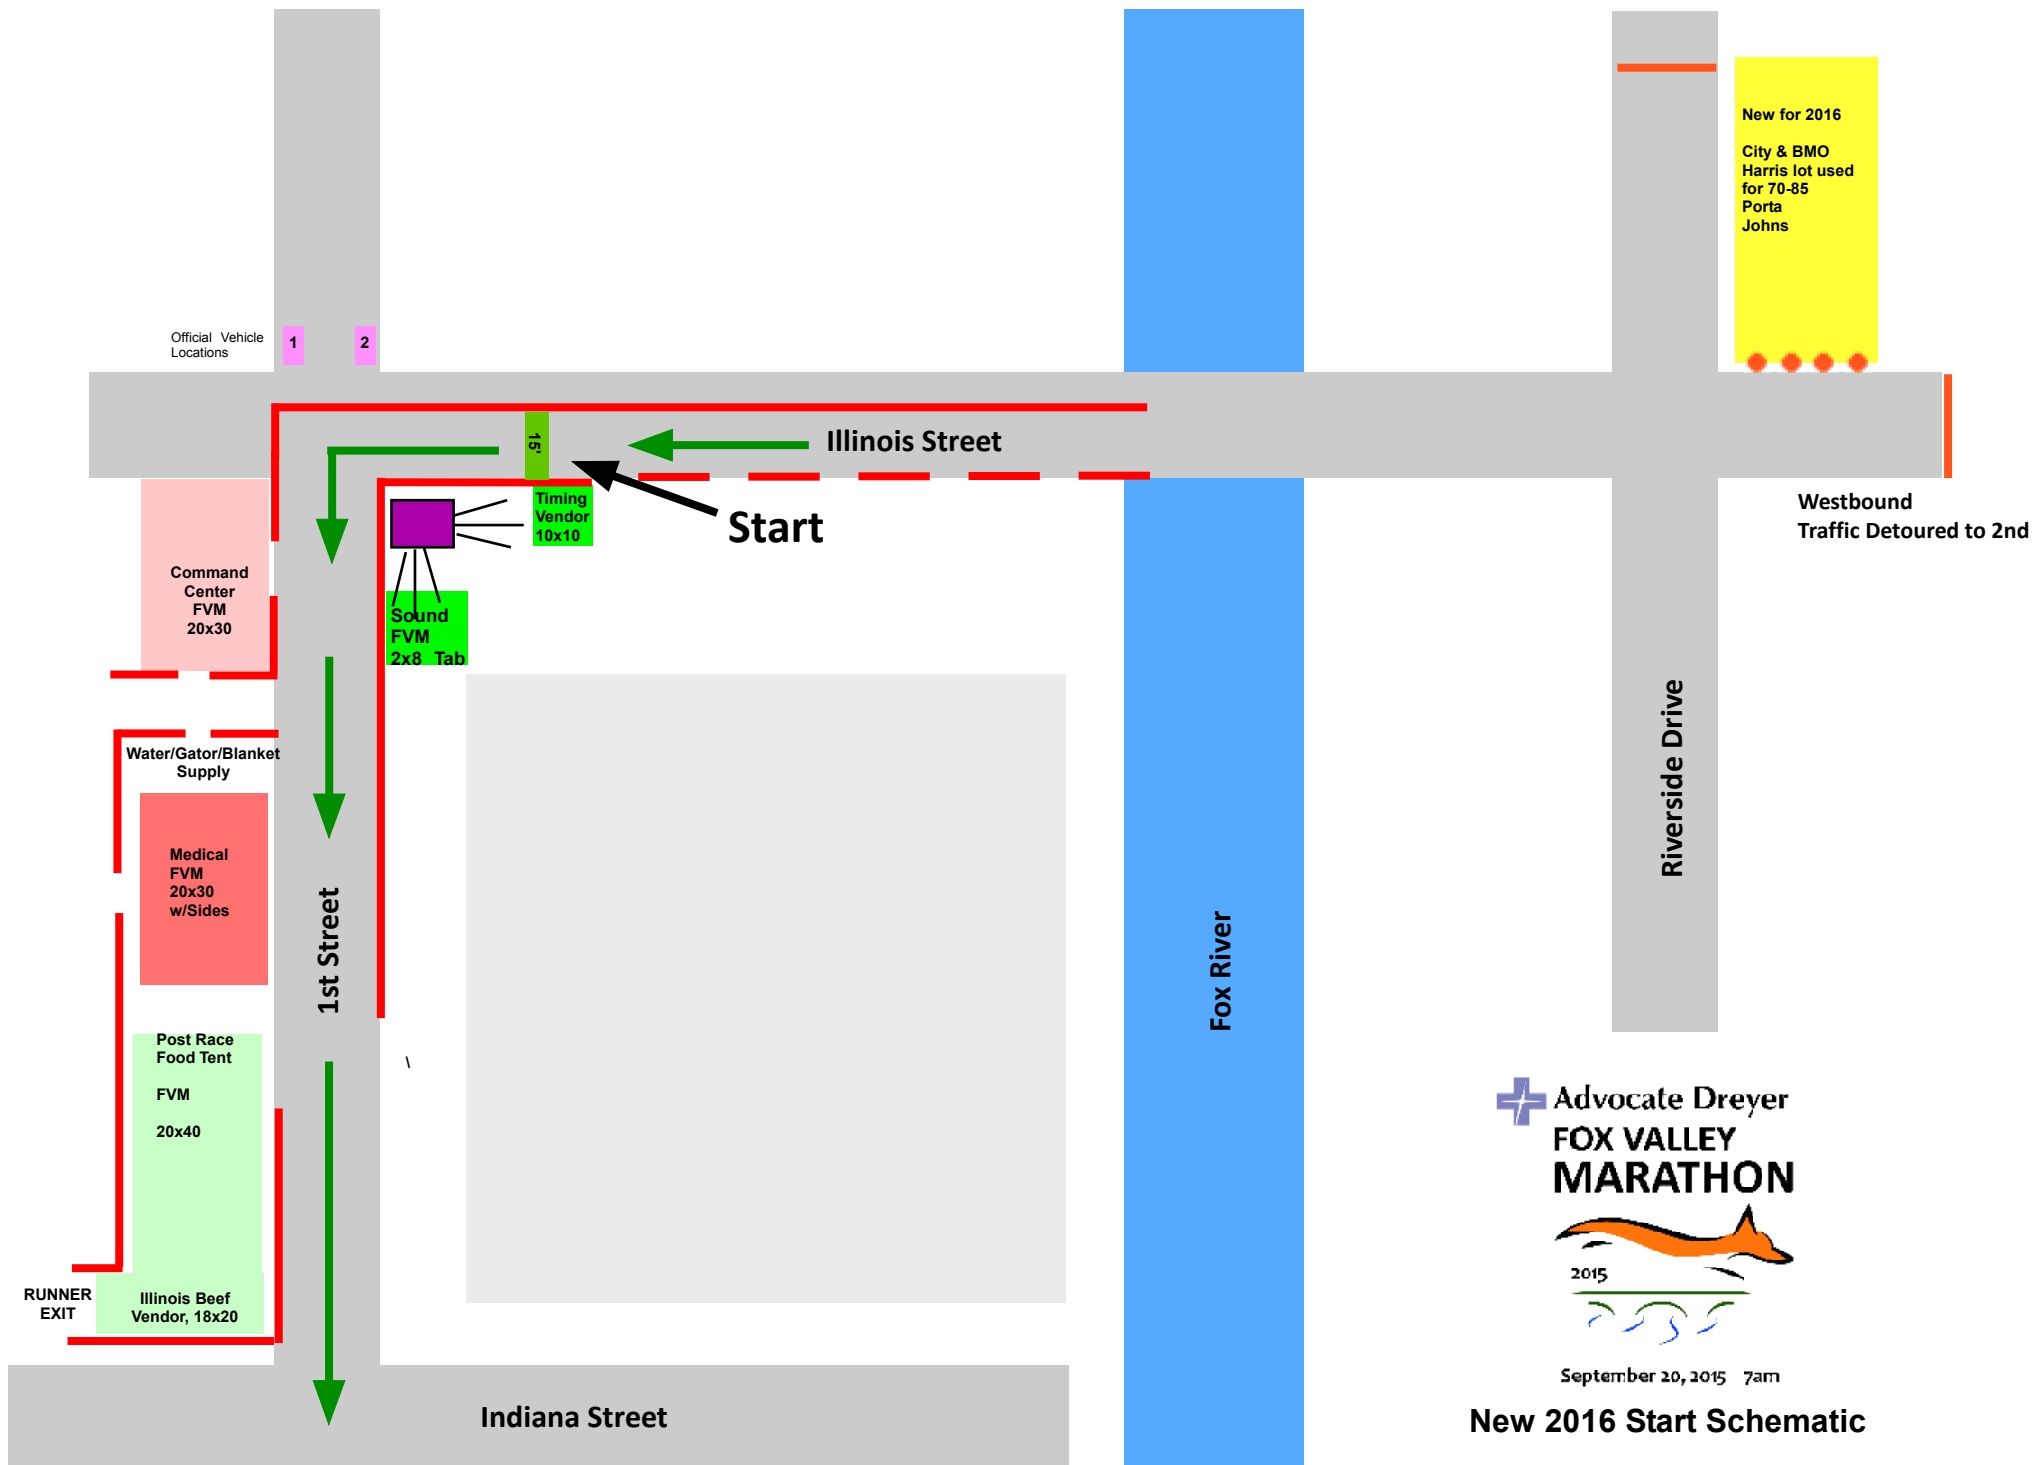 New for 2016
City & BMO
Harris lot used
for 70-85
Porta
Johns
Official Vehicle
Locations
1
2
15'
Illinois Street
Start
Westbound
Traffic Detoured to 2nd
Timing
Vendor
10x10
Command
Center
FVM
20x30
Sound
FVM
2x8 Tab
Water/Gator/Blanket
Supply
Medical
FVM
20x30
w/Sides
1st Street
Fox River
Riverside Drive
Post Race
Food Tent
FVM
20x40
\
RUNNER
EXIT
Illinois Beef
Vendor, 18x20
Indiana Street
Advocate Dreyer
FOX VALLEY
MARATHON
2015
September 20, 2015 7am
New 2016 Start Schematic